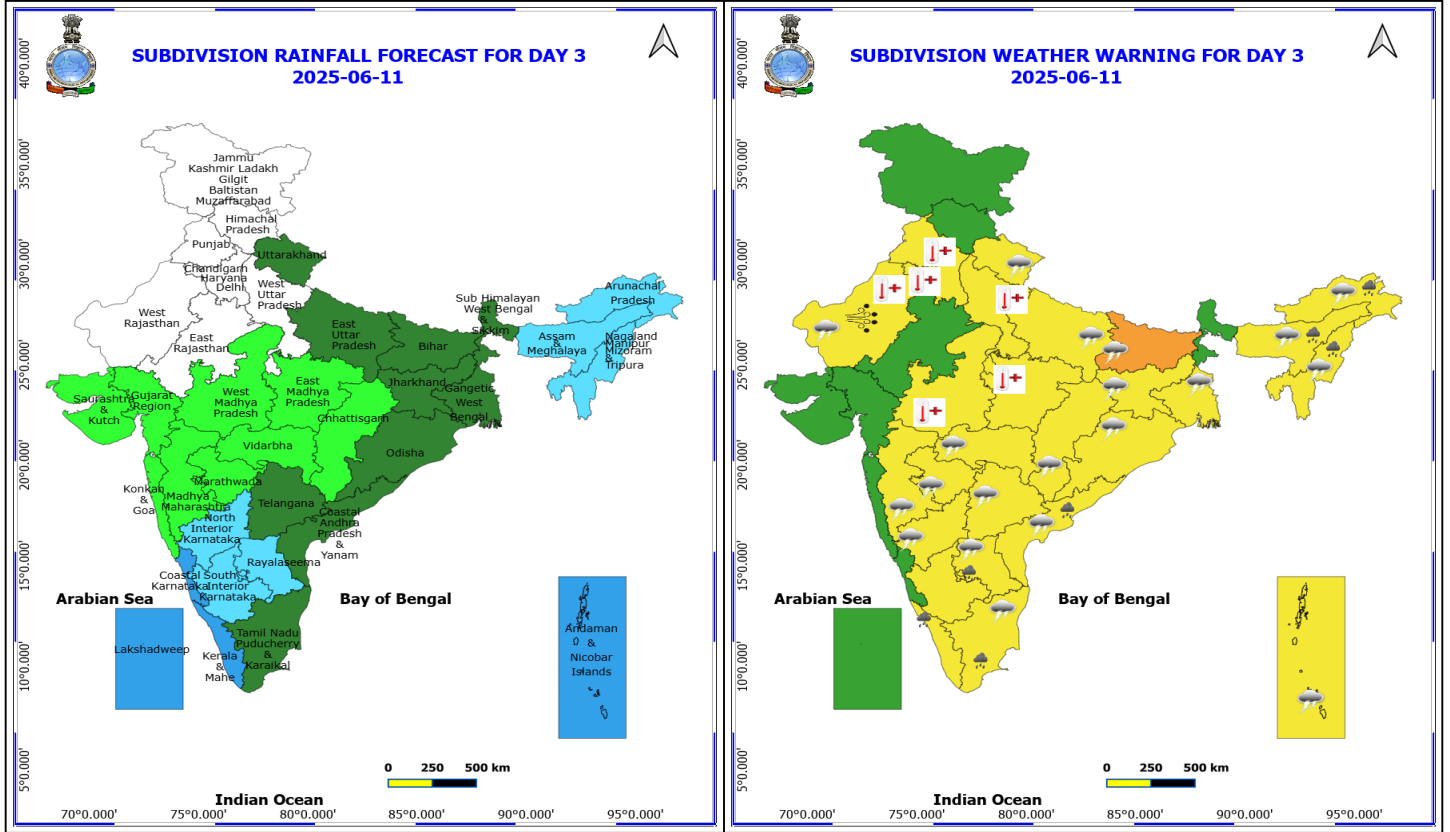 SUBDIVISION RAINFALL FORECAST FOR DAY 3
2025-06-11
40°0.000'
35°0.000'
30°0.000'
25°0.000'
20°0.000'
15°0.000'
10°0.000'
5°0.000'
Jammu
Kashmir Ladakh
Gilgit
Baltistan
Muzaffarabad
Himachal
Pradesh
Punjab
Uttarakhand
Chandigarh
Haryana
Delhi
West
Uttar
Pradesh
West
Rajasthan
East
Rajasthan
East
Uttar
Pradesh
Sub Himalayan
West Bengal
&
Sikkim
Bihar
Arunachal
Pradesh
Assam
&
Meghalaya
Nagaland
Manipur
Mizoram
&
Tripura
Saurashtra
&
Kutch
Gujarat
Region
West
Madhya
Pradesh
East
Madhya
Pradesh
Jharkhand
Gangetic
West
Bengal
Chhattisgarh
Vidarbha
Odisha
Konkan
&
Goa
Madhya
Maharashtra
Marathwada
Telangana
North
Interior
Karnataka
Coastal
Andhra
Pradesh
&
Yanam
Rayalaseema
Coastal
Karnataka
South
Interior
Karnataka
Tamil Nadu
Puducherry
&
Karaikal
Kerala
&
Mahe
Lakshadweep
Andaman
&
Nicobar
Islands
Arabian Sea
Bay of Bengal
Indian Ocean
0 250 500 km
70°0.000' 75°0.000' 80°0.000' 85°0.000' 90°0.000' 95°0.000'
SUBDIVISION WEATHER WARNING FOR DAY 3
2025-06-11
40°0.000'
35°0.000'
30°0.000'
25°0.000'
20°0.000'
15°0.000'
10°0.000'
5°0.000'
Arabian Sea
Bay of Bengal
Indian Ocean
0 250 500 km
70°0.000' 75°0.000' 80°0.000' 85°0.000' 90°0.000' 95°0.000'